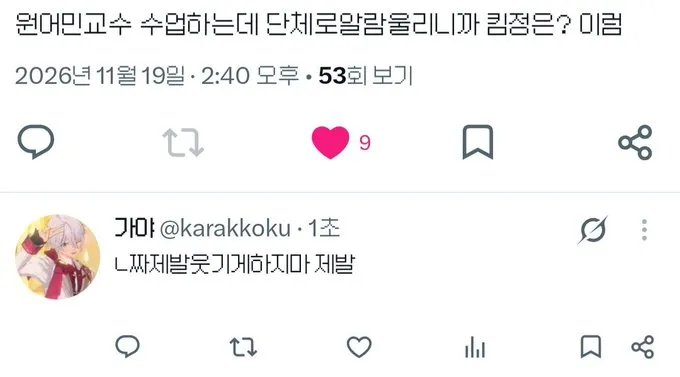 원어민교수 수업하는데 단체로알람울리니까 킴정은? 이럼
2026년 11월 19일 · 2:40 오후 · 53회 보기
9
가야 @karakkoku · 1초
ㄴ짜제발웃기게하지마 제발